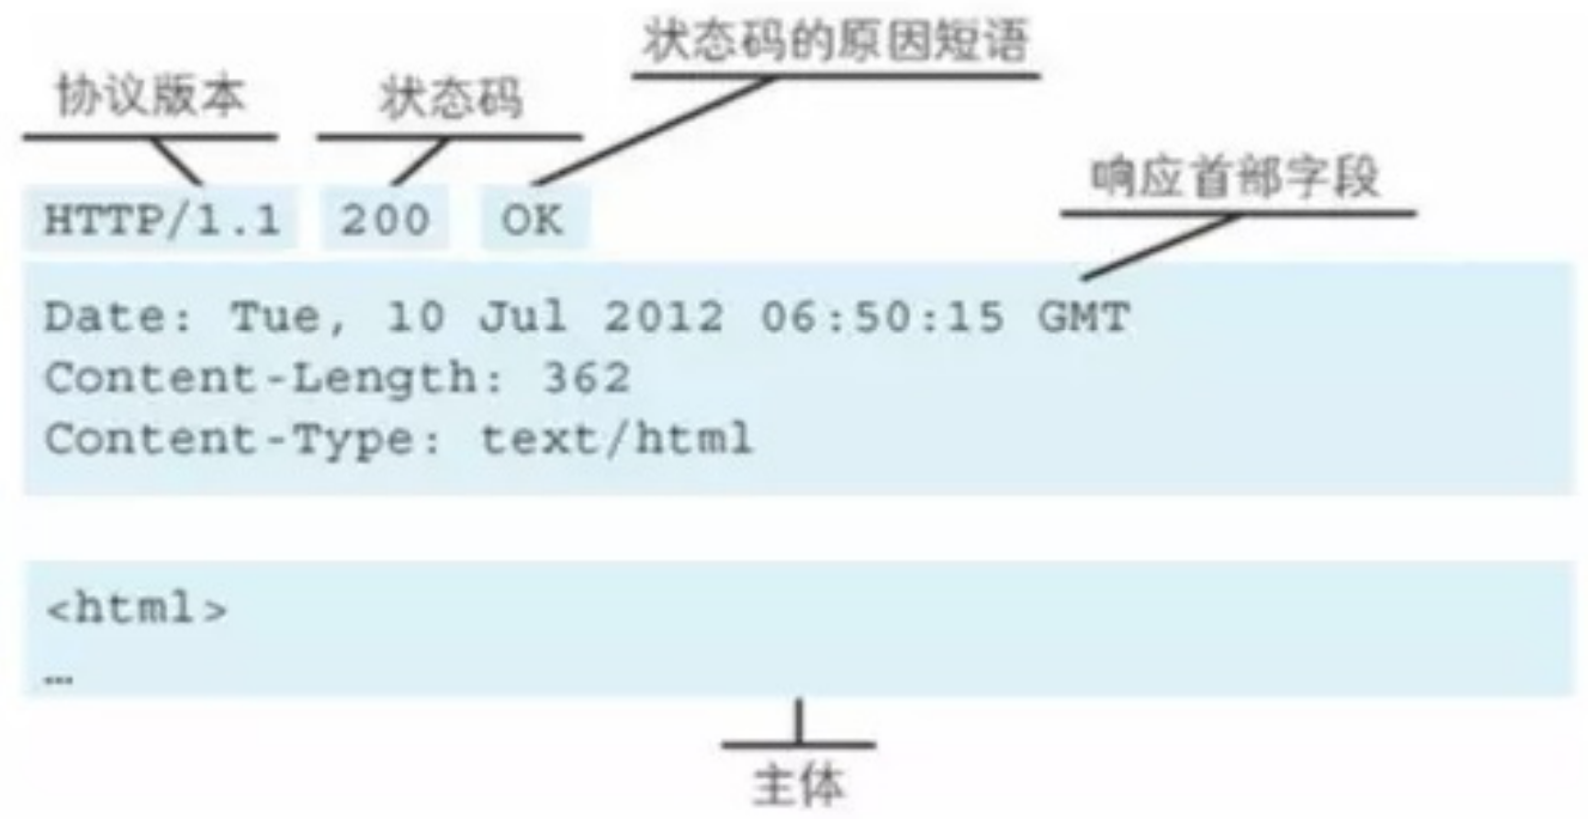 状态码的原因短语
协议版本 状态码
响应首部字段
HTTP/1.1 200 OK
Date: Tue, 10 Jul 2012 06:50:15 GMT
Content-Length: 362
Content-Type: text/html
<html>
…
主体